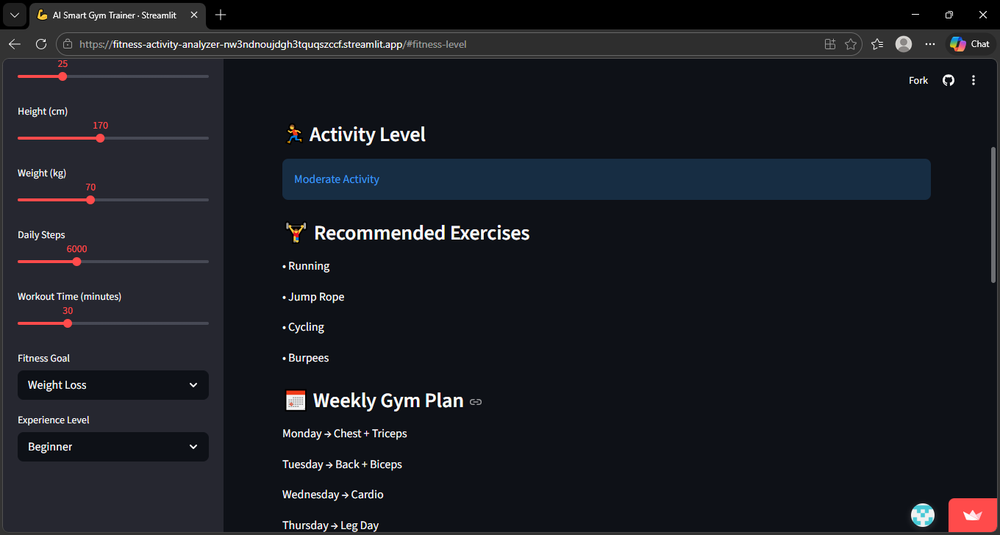 AI Smart Gym Trainer · Streamlit
https://fitness-activity-analyzer-nw3ndnoujdgh3tquqszccf.streamlit.app/#fitness-level
Chat
25
Height (cm)
170
Weight (kg)
70
Daily Steps
6000
Workout Time (minutes)
30
Fitness Goal
Weight Loss
Experience Level
Beginner
Fork
Activity Level
Moderate Activity
Recommended Exercises
• Running
• Jump Rope
• Cycling
• Burpees
Weekly Gym Plan
Monday → Chest + Triceps
Tuesday → Back + Biceps
Wednesday → Cardio
Thursday → Leg Day